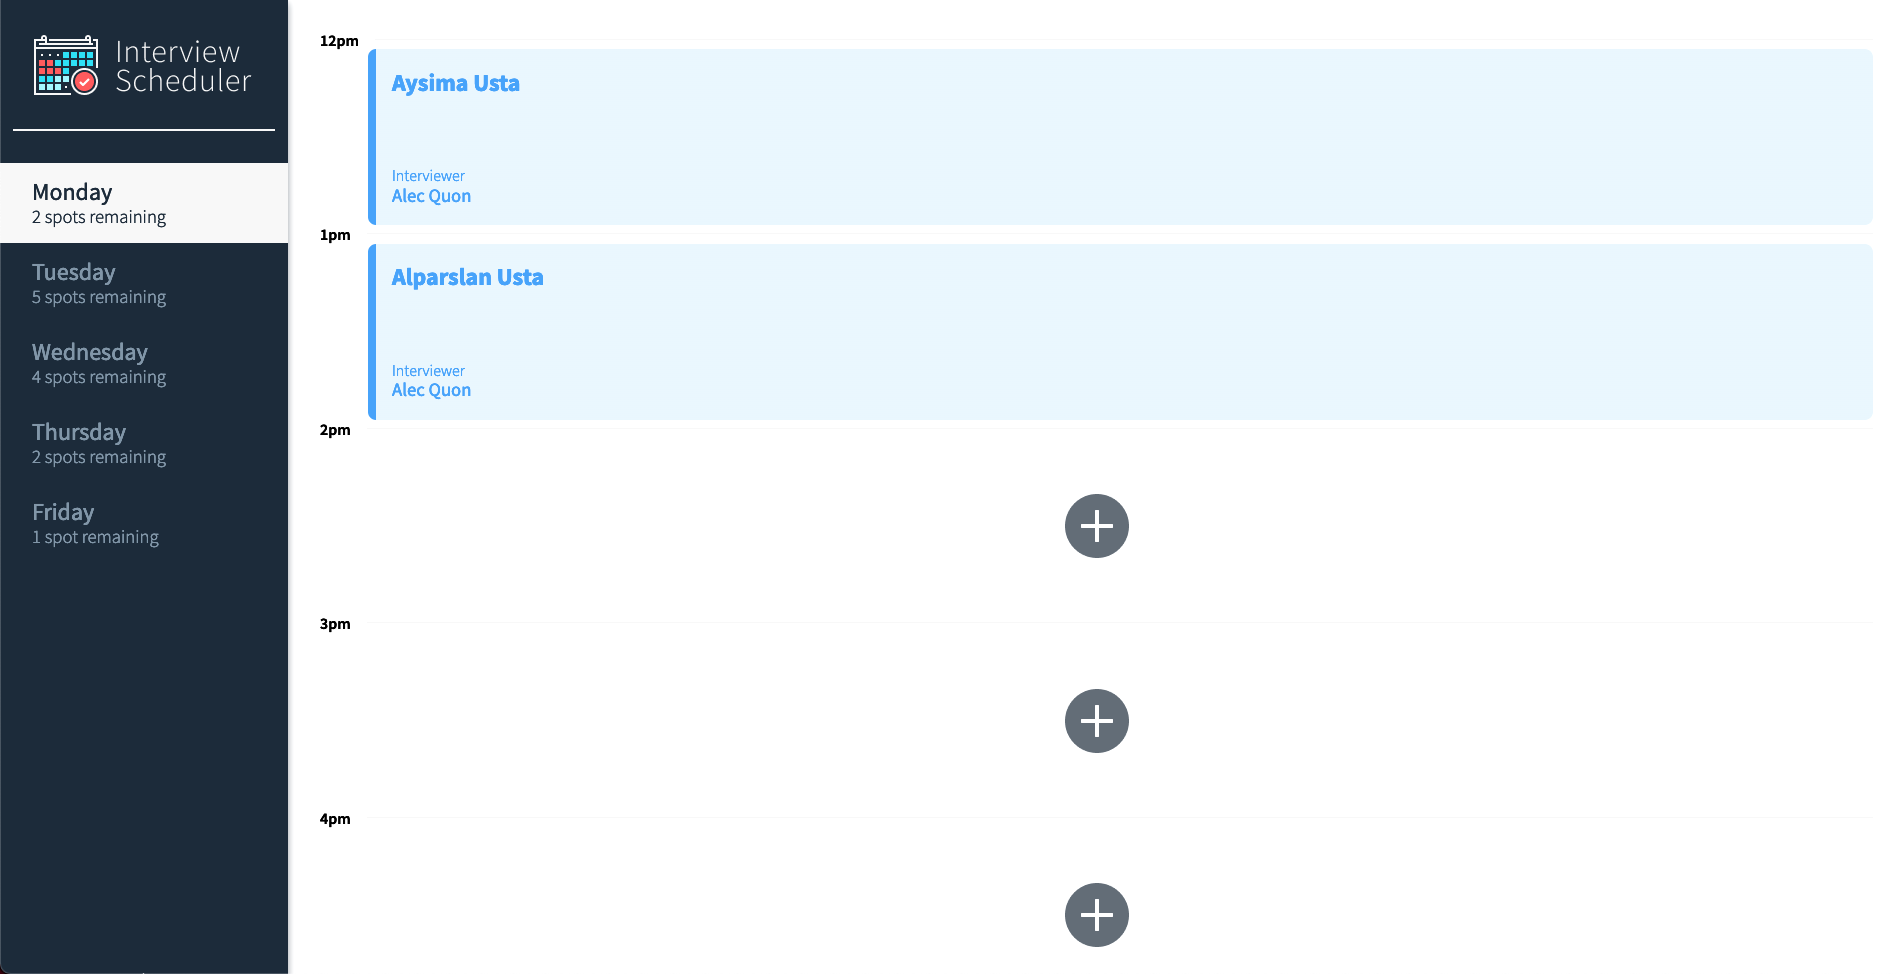 Interview
Scheduler
Monday
2 spots remaining
Tuesday
5 spots remaining
Wednesday
4 spots remaining
Thursday
2 spots remaining
Friday
1 spot remaining
12pm
Aysima Usta
Interviewer
Alec Quon
1pm
Alparslan Usta
Interviewer
Alec Quon
2pm
3pm
4pm